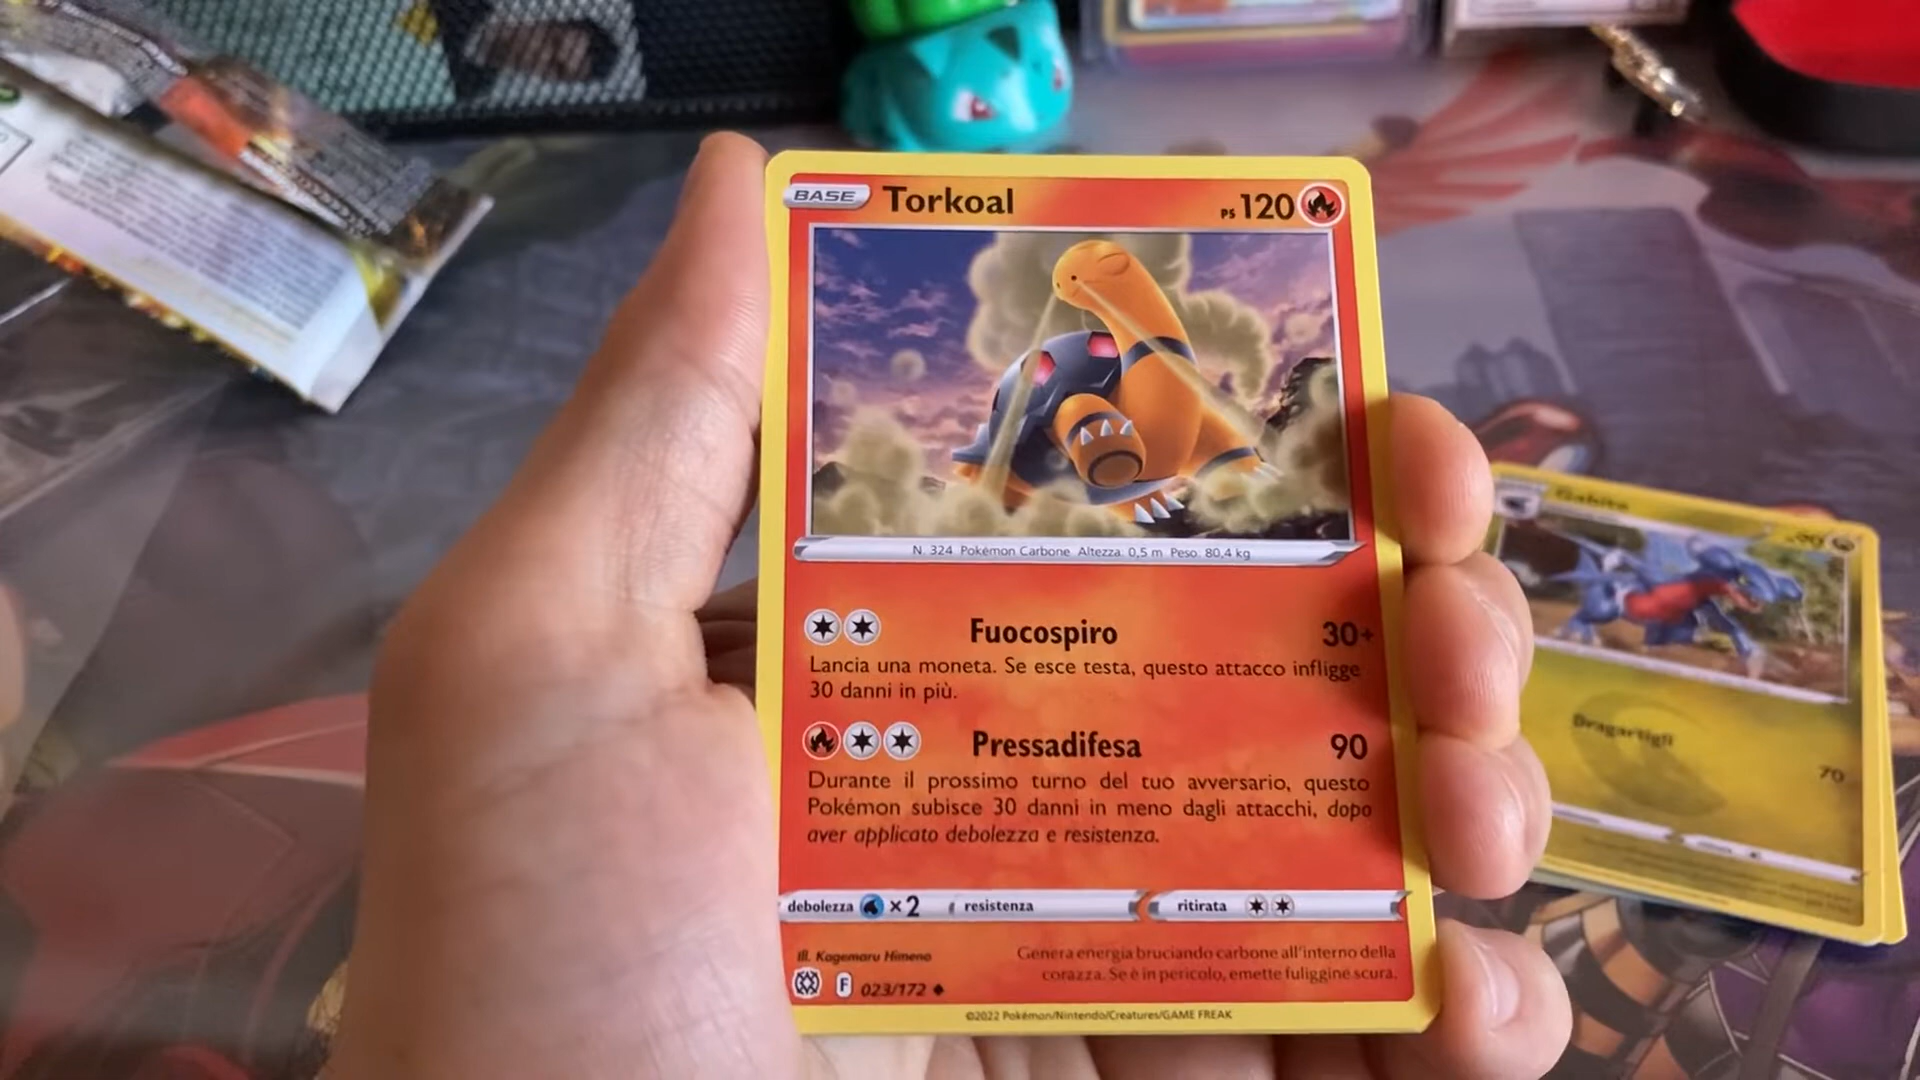 BASE Torkoal PS 120
N. 324 Pokémon Carbone Altezza: 0,5 m Peso: 80,4 kg
Fuocospiro 30+
Lancia una moneta. Se esce testa, questo attacco infligge
30 danni in più.
Pressadifesa 90
Durante il prossimo turno del tuo avversario, questo
Pokémon subisce 30 danni in meno dagli attacchi, dopo
aver applicato debolezza e resistenza.
debolezza ×2 resistenza ritirata
Ill. Kagemaru Himeno
Genera energia bruciando carbone all'interno della
corazza. Se è in pericolo, emette fuliggine scura.
F 023/172
©2022 Pokémon/Nintendo/Creatures/GAME FREAK
Gabite 90
Dragartigli
70